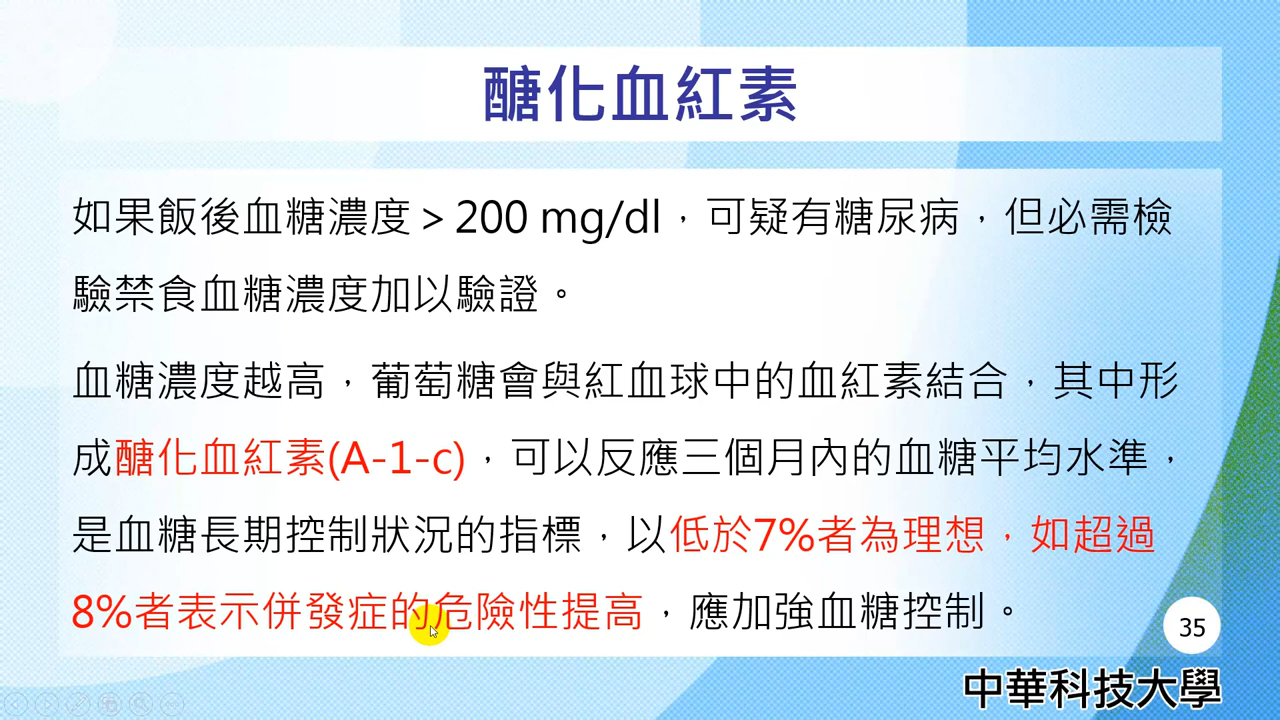 醣化血紅素
如果飯後血糖濃度＞200 mg/dl，可疑有糖尿病，但必需檢
驗禁食血糖濃度加以驗證。
血糖濃度越高，葡萄糖會與紅血球中的血紅素結合，其中形
成醣化血紅素(A-1-c)，可以反應三個月內的血糖平均水準，
是血糖長期控制狀況的指標，以低於7%者為理想，如超過
8%者表示併發症的危險性提高，應加強血糖控制。
35
中華科技大學